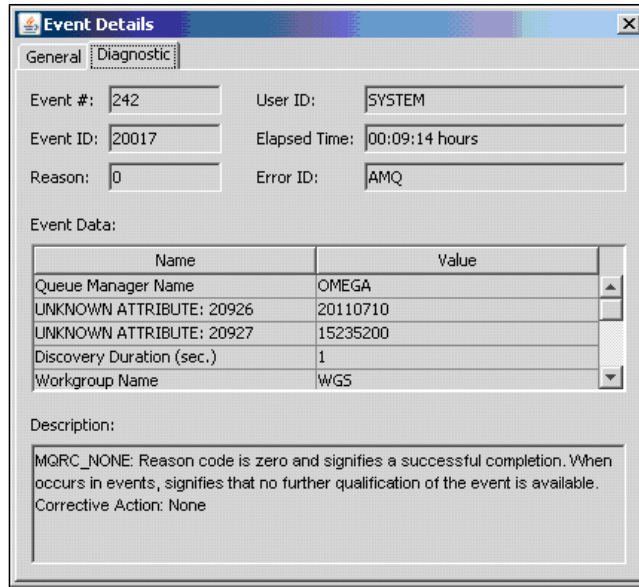 Event Details
General Diagnostic
Event #: 242 User ID: SYSTEM
Event ID: 20017 Elapsed Time: 00:09:14 hours
Reason: 0 Error ID: AMQ
Event Data:
Name Value
Queue Manager Name OMEGA
UNKNOWN ATTRIBUTE: 20926 20110710
UNKNOWN ATTRIBUTE: 20927 15235200
Discovery Duration (sec.) 1
Workgroup Name WGS
Description:
MQRC_NONE: Reason code is zero and signifies a successful completion. When
occurs in events, signifies that no further qualification of the event is available.
Corrective Action: None